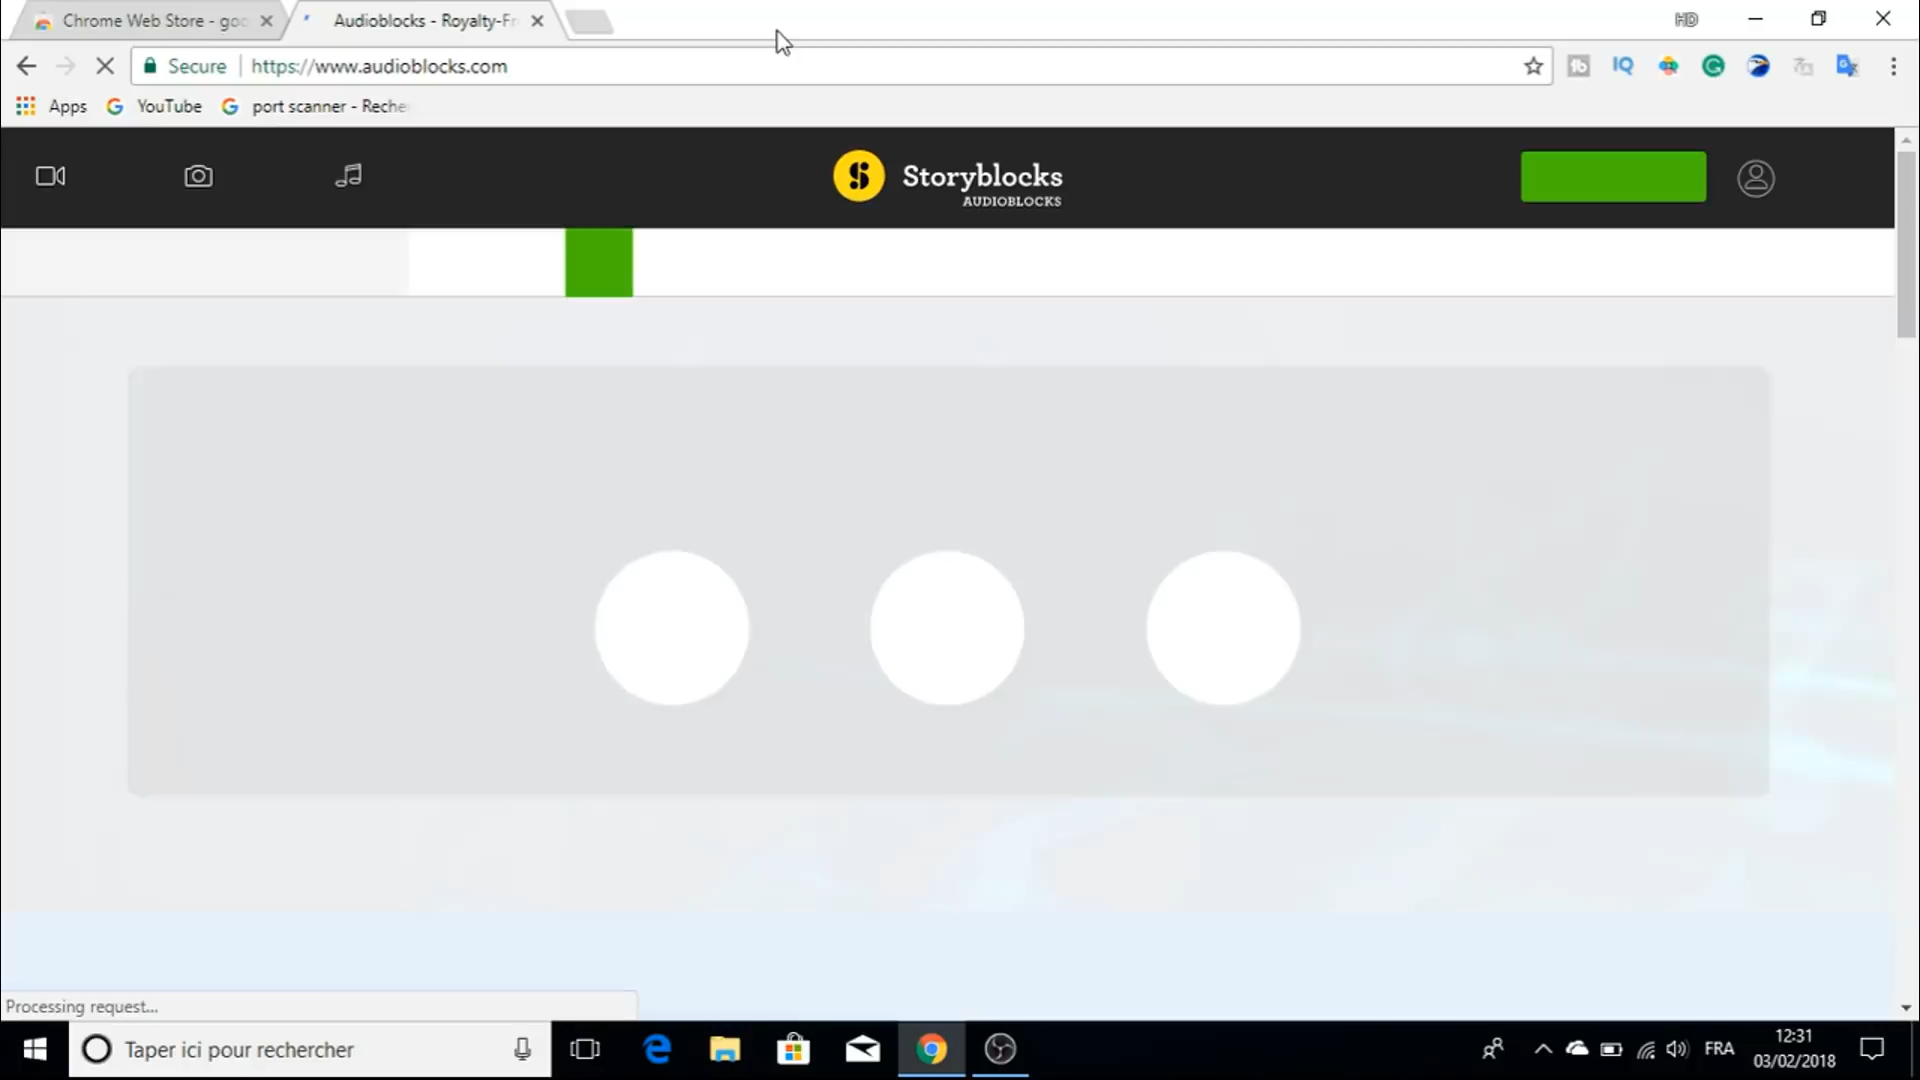 Chrome Web Store - goo
Audioblocks - Royalty-Fr
HD
Secure
https://www.audioblocks.com
IQ
Apps
YouTube
port scanner - Reche
Storyblocks
AUDIOBLOCKS
Processing request...
Taper ici pour rechercher
FRA
12:31
03/02/2018